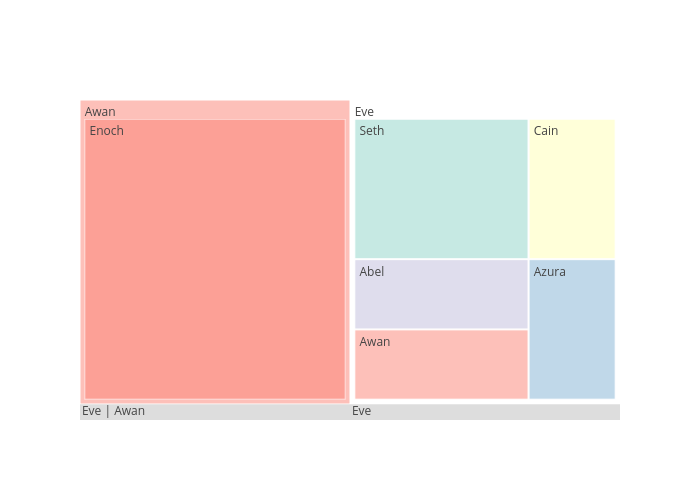 Awan
Enoch
Eve
Seth
Cain
Abel
Azura
Awan
Eve | Awan
Eve